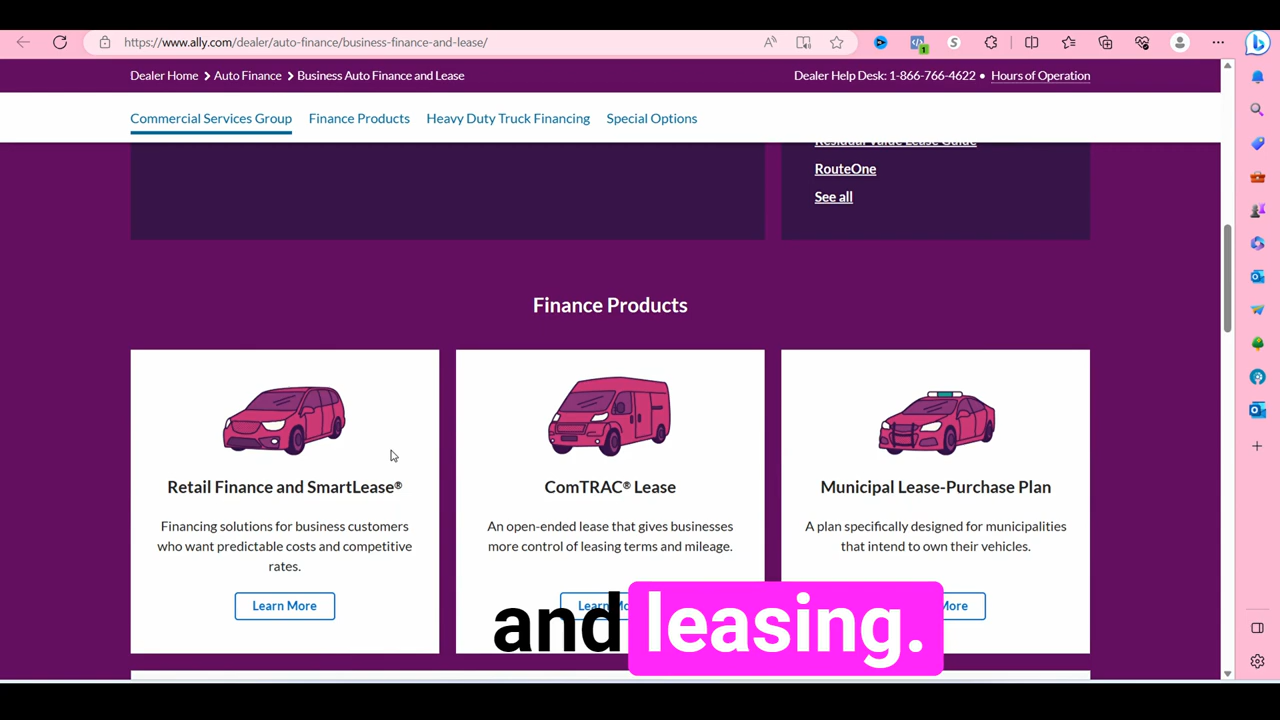 https://www.ally.com/dealer/auto-finance/business-finance-and-lease/
Dealer Home > Auto Finance > Business Auto Finance and Lease
Dealer Help Desk: 1-866-766-4622 • Hours of Operation
Commercial Services Group Finance Products Heavy Duty Truck Financing Special Options
Residual Value Lease Guide
RouteOne
See all
Finance Products
Retail Finance and SmartLease®
Financing solutions for business customers
who want predictable costs and competitive
rates.
Learn More
ComTRAC® Lease
An open-ended lease that gives businesses
more control of leasing terms and mileage.
Municipal Lease-Purchase Plan
A plan specifically designed for municipalities
that intend to own their vehicles.
More
and leasing.